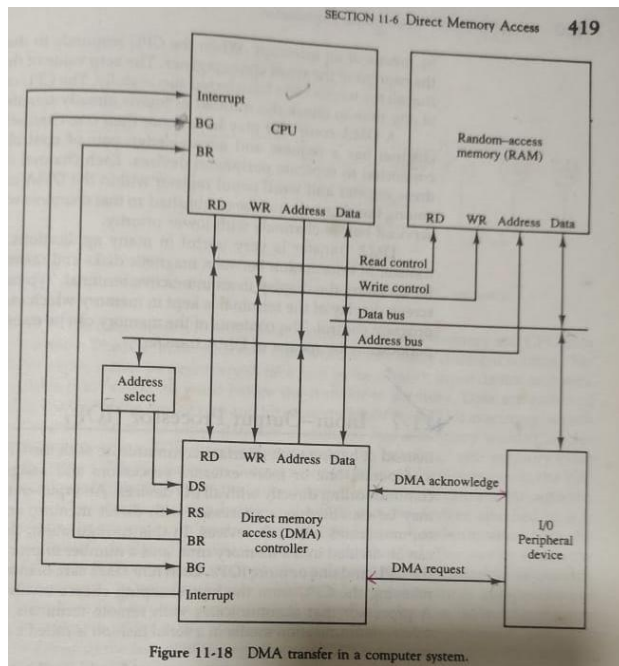 SECTION 11-6 Direct Memory Access 419
Interrupt
BG
CPU
BR
RD WR Address Data
Random-access
memory (RAM)
RD WR Address Data
Read control
Write control
Data bus
Address bus
Address
select
RD WR Address Data
DS
RS
BR
BG
Interrupt
Direct memory
access (DMA)
controller
DMA acknowledge
DMA request
I/0
Peripheral
device
Figure 11-18 DMA transfer in a computer system.